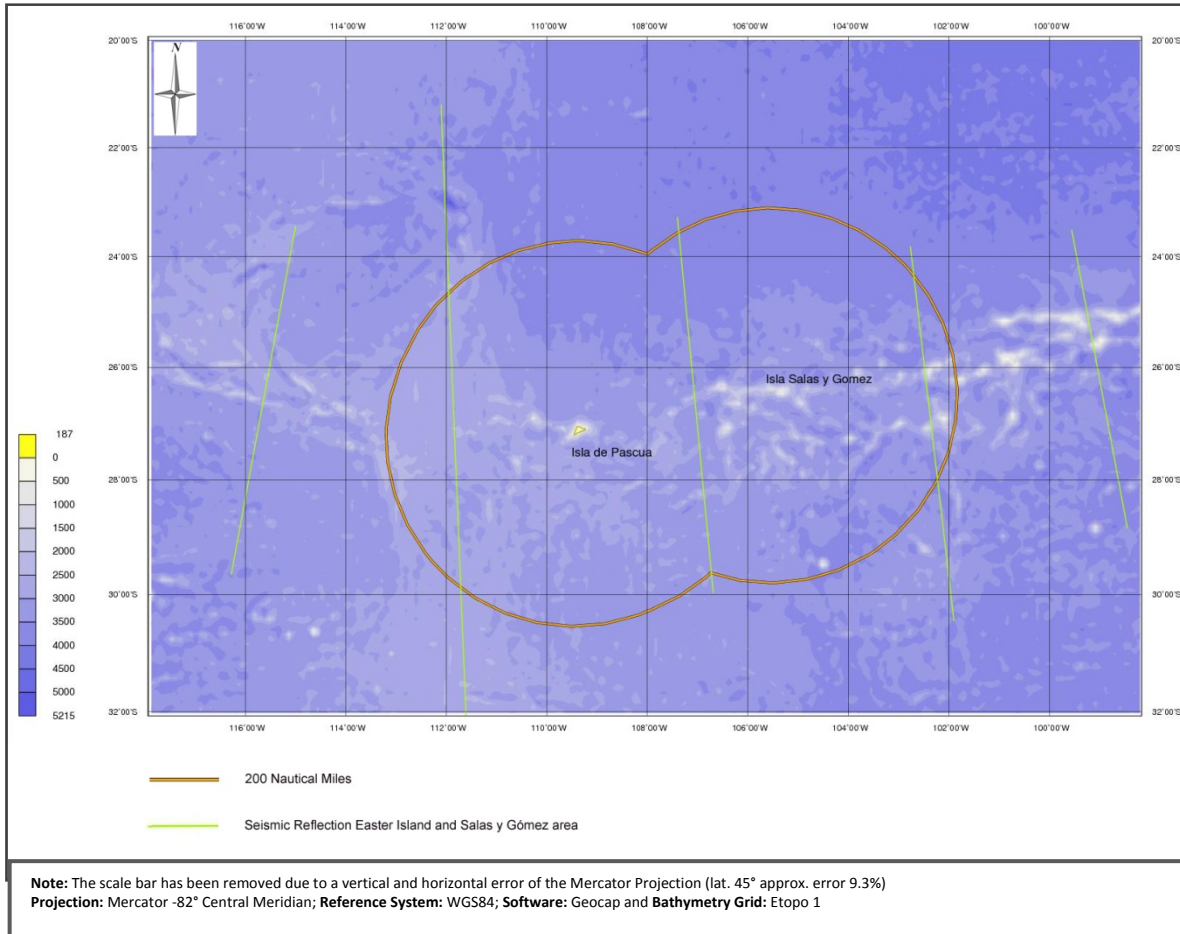 116°00'W 114°00'W 112°00'W 110°00'W 108°00'W 106°00'W 104°00'W 102°00'W 100°00'W
20°00'S 20°00'S
N
22°00'S 22°00'S
24°00'S 24°00'S
26°00'S 26°00'S
Isla Salas y Gomez
Isla de Pascua
28°00'S 28°00'S
30°00'S 30°00'S
32°00'S 32°00'S
187
0
500
1000
1500
2000
2500
3000
3500
4000
4500
5000
5215
116°00'W 114°00'W 112°00'W 110°00'W 108°00'W 106°00'W 104°00'W 102°00'W 100°00'W
200 Nautical Miles
Seismic Reflection Easter Island and Salas y Gómez area
Note: The scale bar has been removed due to a vertical and horizontal error of the Mercator Projection (lat. 45° approx. error 9.3%)
Projection: Mercator -82° Central Meridian; Reference System: WGS84; Software: Geocap and Bathymetry Grid: Etopo 1